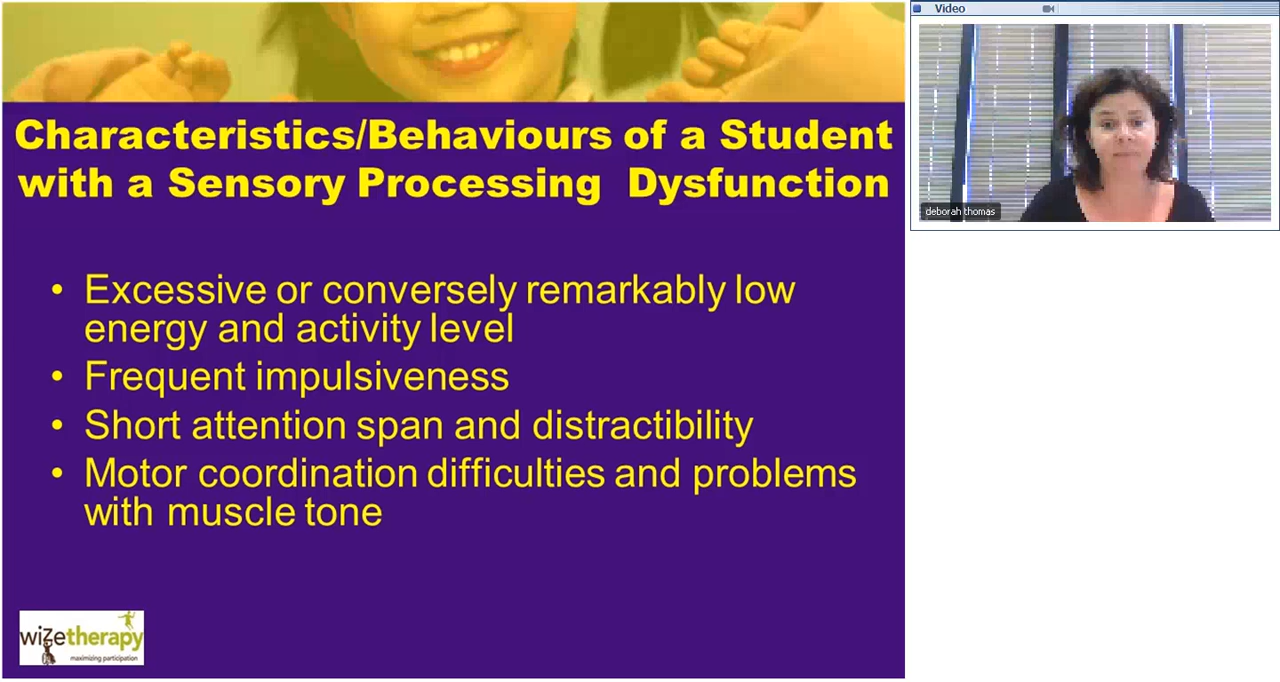 Characteristics/Behaviours of a Student
with a Sensory Processing Dysfunction
• Excessive or conversely remarkably low
energy and activity level
• Frequent impulsiveness
• Short attention span and distractibility
• Motor coordination difficulties and problems
with muscle tone
wizetherapy
maximizing participation
Video
deborah thomas